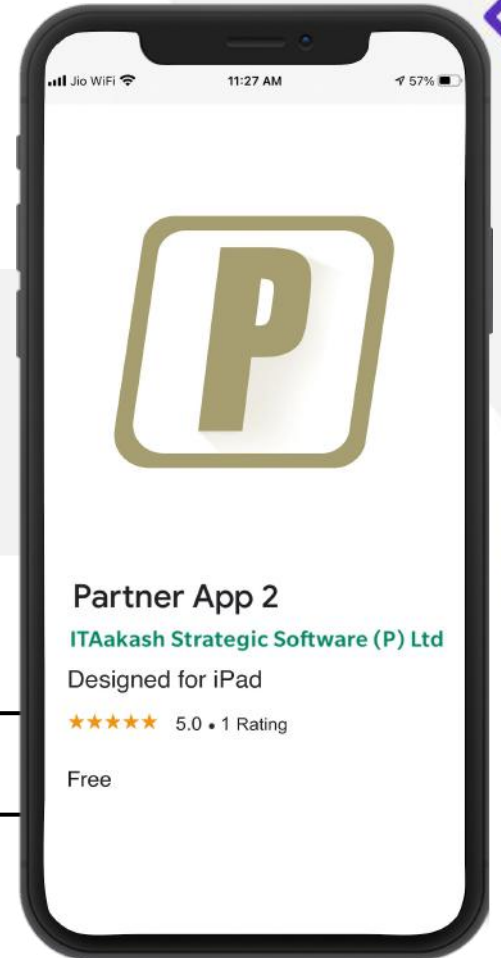 Jio WiFi 11:27 AM 57%
P
Partner App 2
ITAakash Strategic Software (P) Ltd
Designed for iPad
5.0 • 1 Rating
Free